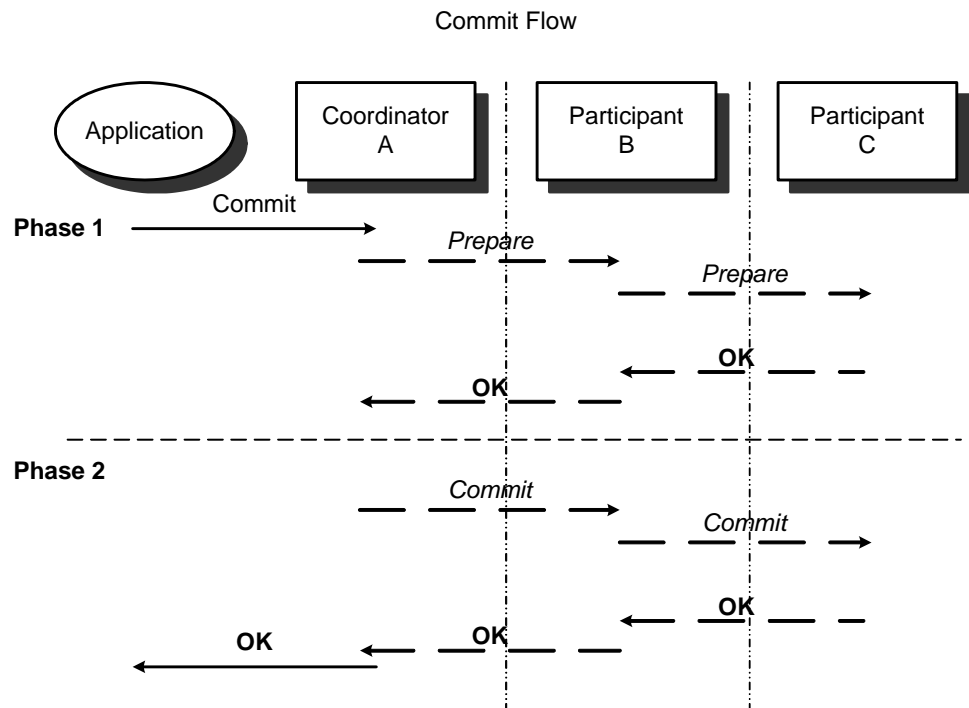 Commit Flow
Application
Coordinator
A
Participant
B
Participant
C
Commit
Phase 1
Prepare
Prepare
OK
OK
Phase 2
Commit
Commit
OK
OK
OK